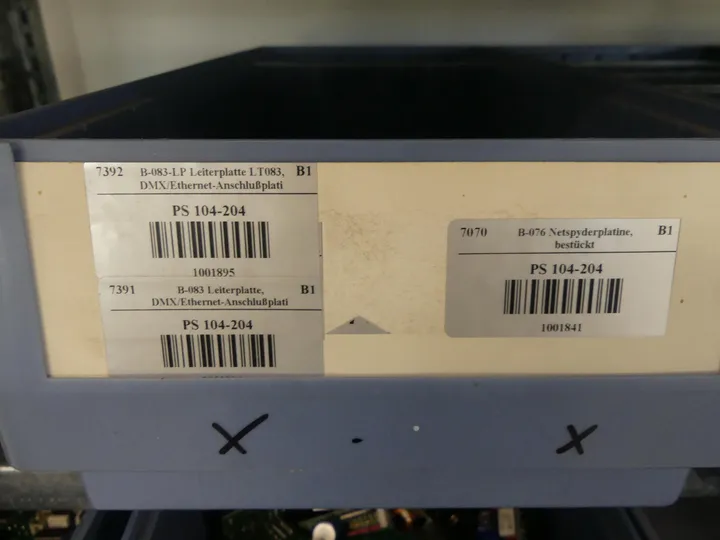 7392 B-083-LP Leiterplatte LT083, B1
DMX/Ethernet-Anschlußplati
PS 104-204
1001895
7391 B-083 Leiterplatte, B1
DMX/Ethernet-Anschlußplati
PS 104-204
7070 B-076 Netspyderplatine, B1
bestückt
PS 104-204
1001841